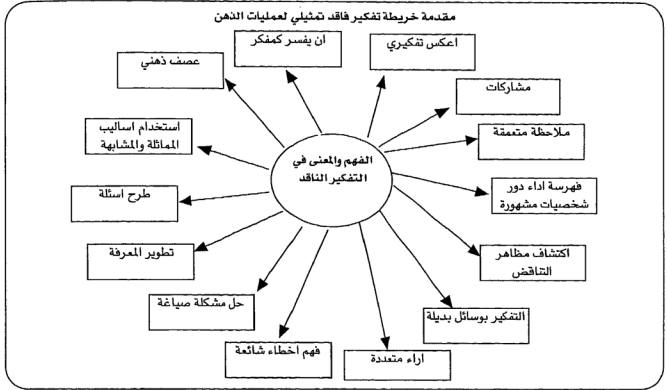 مقدمة خريطة تفكير فاقد تمثيلي لعمليات الذهن
اعكس تفكيري
ان يفسر كمفكر
عصف ذهني
مشاركات
ملاحظة متعمقة
استخدام اساليب
المماثلة والمشابهة
الفهم والمعنى في
التفكير الناقد
فهرسة اداء دور
شخصيات مشهورة
طرح اسئلة
اكتشاف مظاهر
التناقض
تطوير المعرفة
حل مشكلة صياغة
التفكير بوسائل بديلة
فهم اخطاء شائعة
اراء متعددة